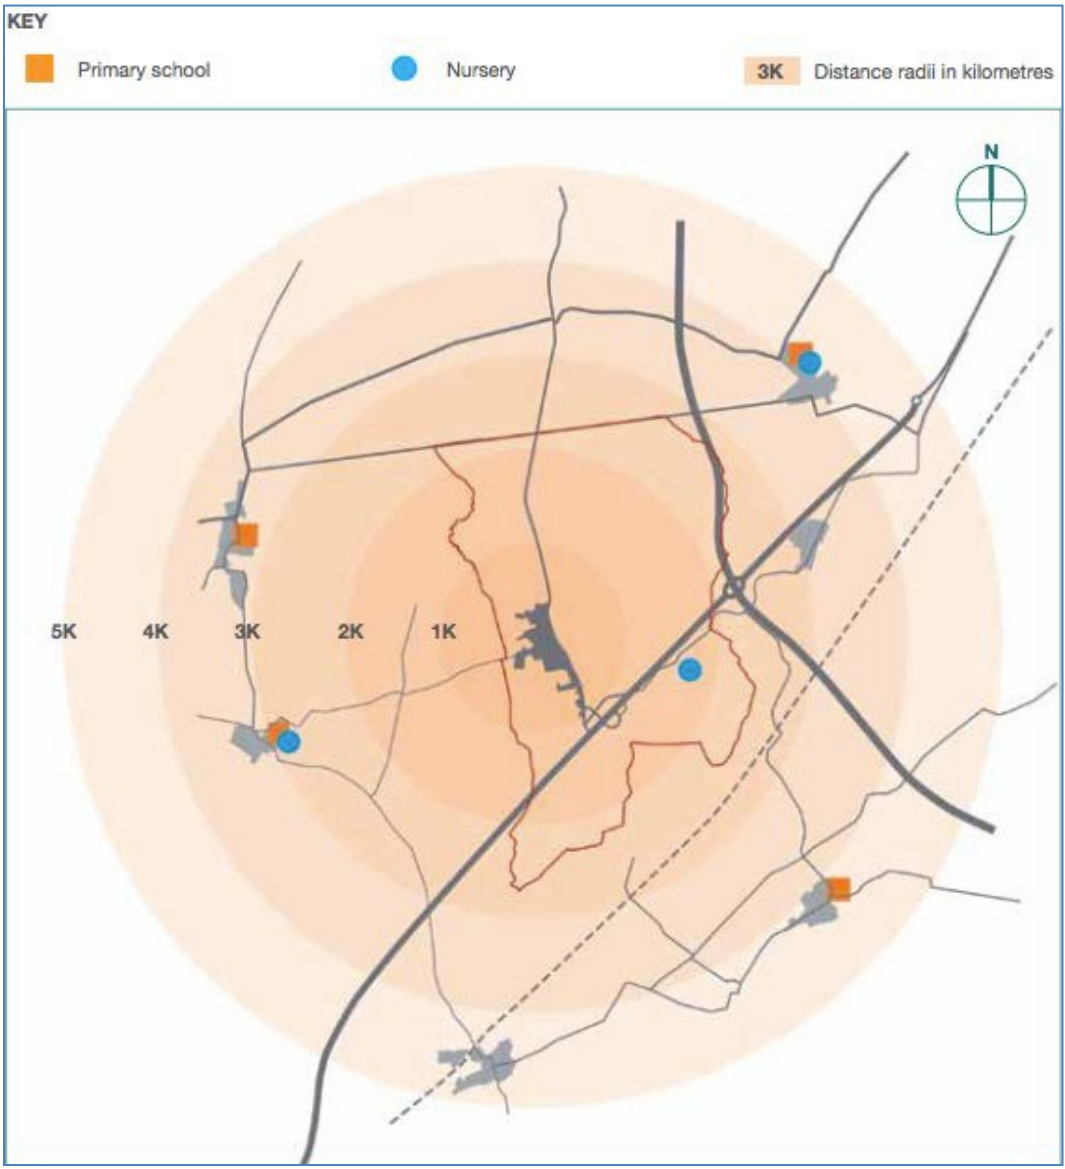 KEY
Primary school
Nursery
3K Distance radii in kilometres
N
5K 4K 3K 2K 1K